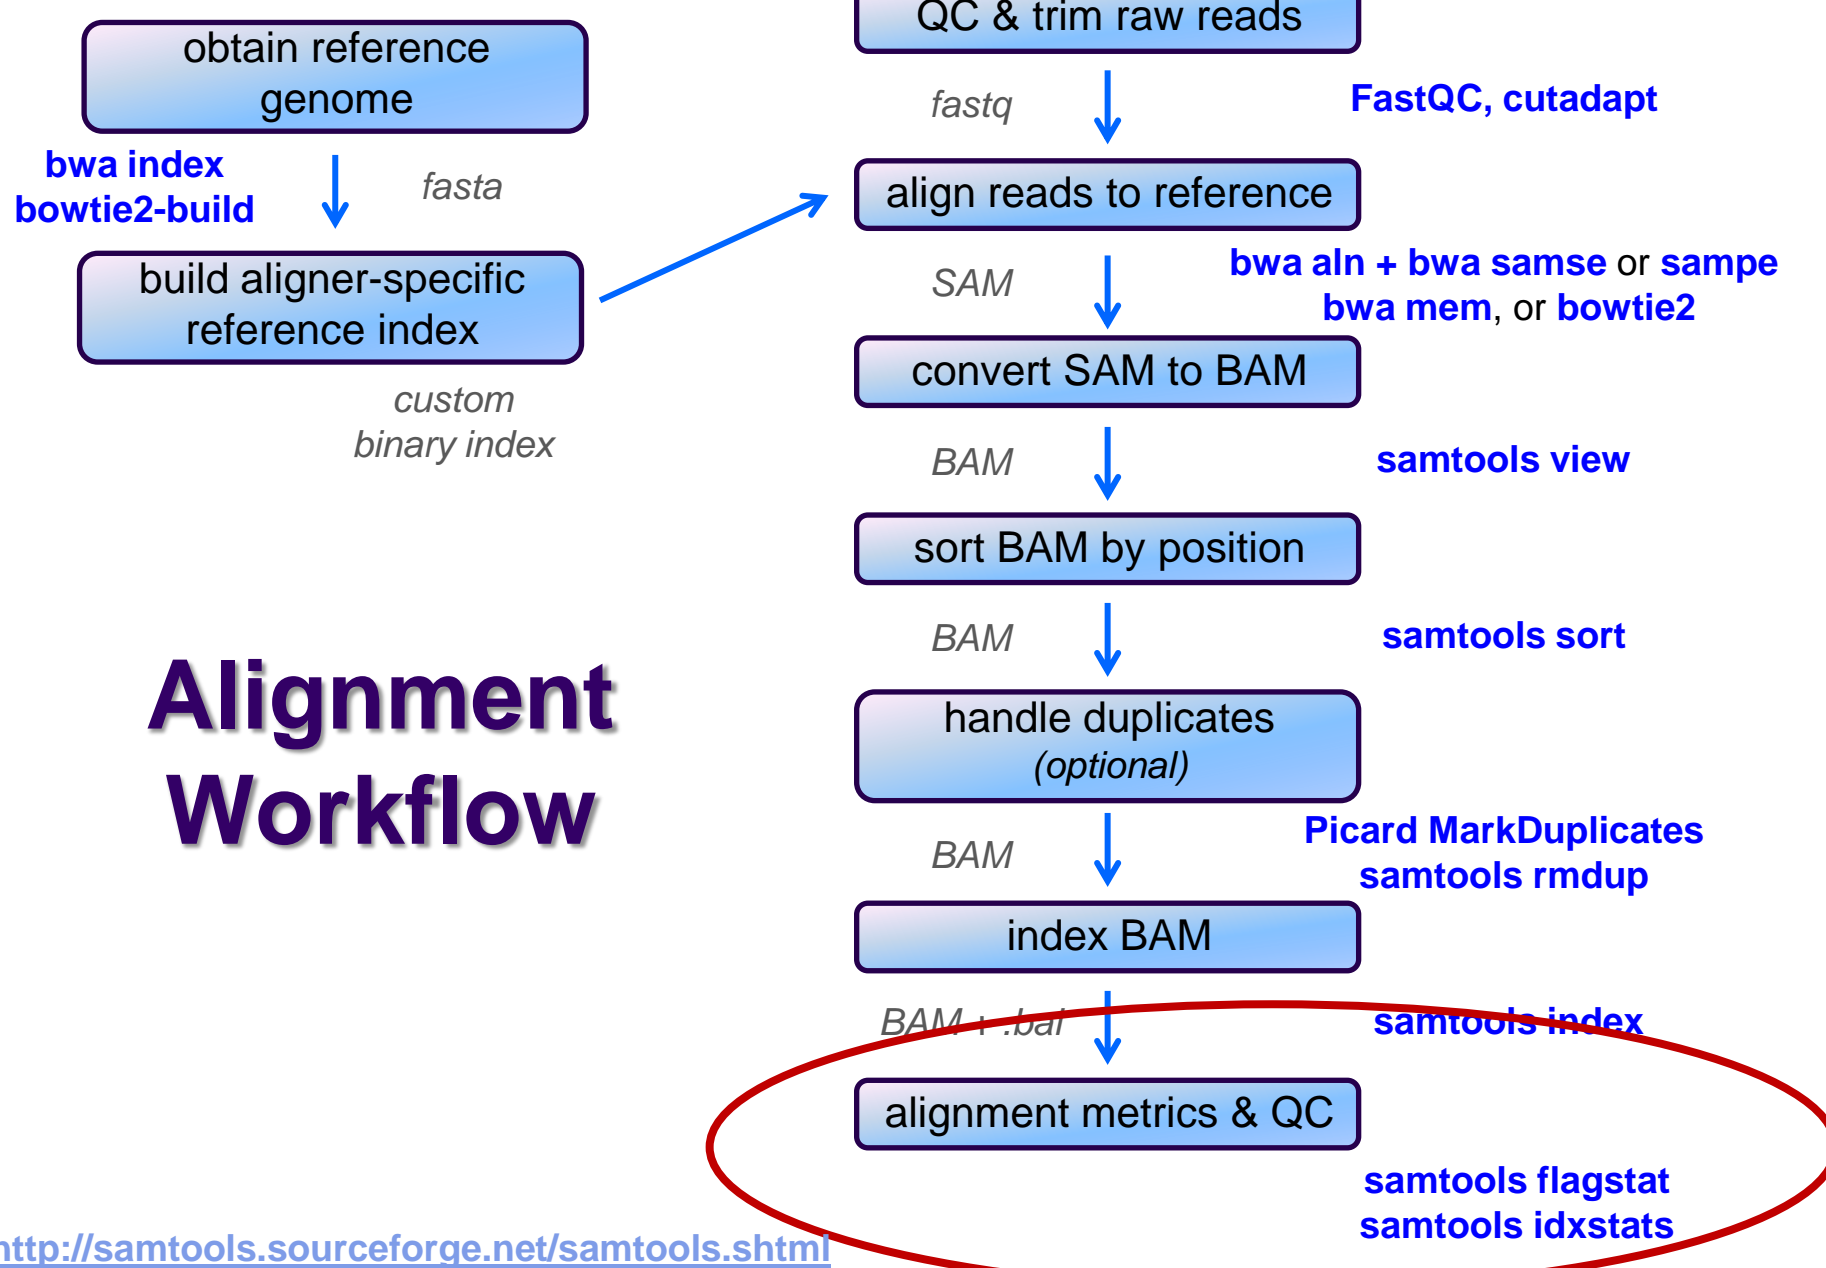 obtain reference
genome
bwa index
bowtie2-build
fasta
build aligner-specific
reference index
custom
binary index
Alignment
Workflow
QC & trim raw reads
fastq
FastQC, cutadapt
align reads to reference
SAM
bwa aln + bwa samse or sampe
bwa mem, or bowtie2
convert SAM to BAM
BAM
samtools view
sort BAM by position
BAM
samtools sort
handle duplicates
(optional)
BAM
Picard MarkDuplicates
samtools rmdup
index BAM
BAM + .bai
samtools index
alignment metrics & QC
samtools flagstat
samtools idxstats
http://samtools.sourceforge.net/samtools.shtml